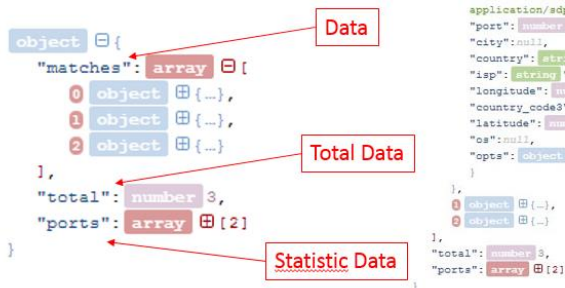 Data
object ⊟{
"matches": array ⊟[
0 object ⊞{…},
1 object ⊞{…},
2 object ⊞{…}
],
Total Data
"total": number 3,
"ports": array ⊞[2]
}
Statistic Data
application/sdp
"port": number
"city":null,
"country": stri
"isp": string "
"longitude": nu
"country_code3"
"latitude": num
"os":null,
"opts": object
}
},
1 object ⊞{…},
2 object ⊞{…}
],
"total": number 3,
"ports": array ⊞[2]
}